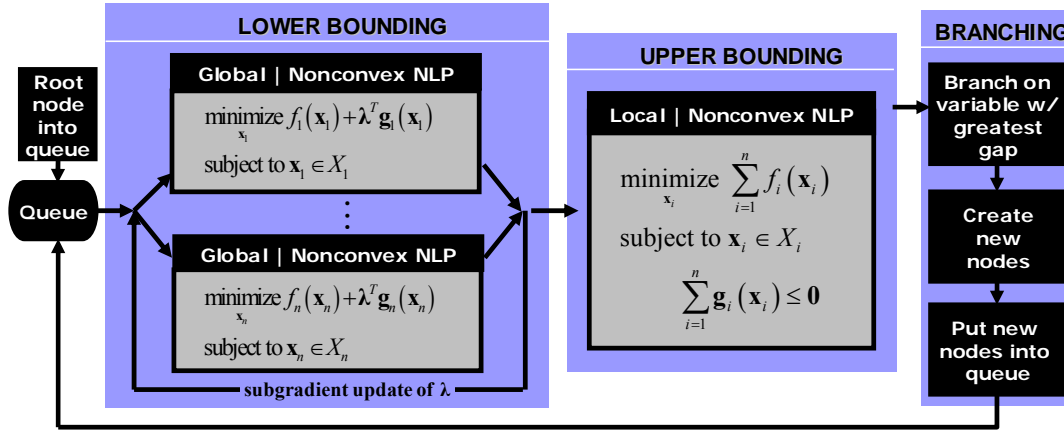 LOWER BOUNDING
UPPER BOUNDING
BRANCHING
Root
node
into
queue
Queue
Global | Nonconvex NLP
minimize f₁(x₁) + λᵀg₁(x₁)
x₁
subject to x₁ ∈ X₁
⋮
Global | Nonconvex NLP
minimize fₙ(xₙ) + λᵀgₙ(xₙ)
xₙ
subject to xₙ ∈ Xₙ
subgradient update of λ
Local | Nonconvex NLP
n
minimize ∑ fᵢ(xᵢ)
xᵢ i=1
subject to xᵢ ∈ Xᵢ
n
∑ gᵢ(xᵢ) ≤ 0
i=1
Branch on
variable w/
greatest
gap
Create
new
nodes
Put new
nodes into
queue